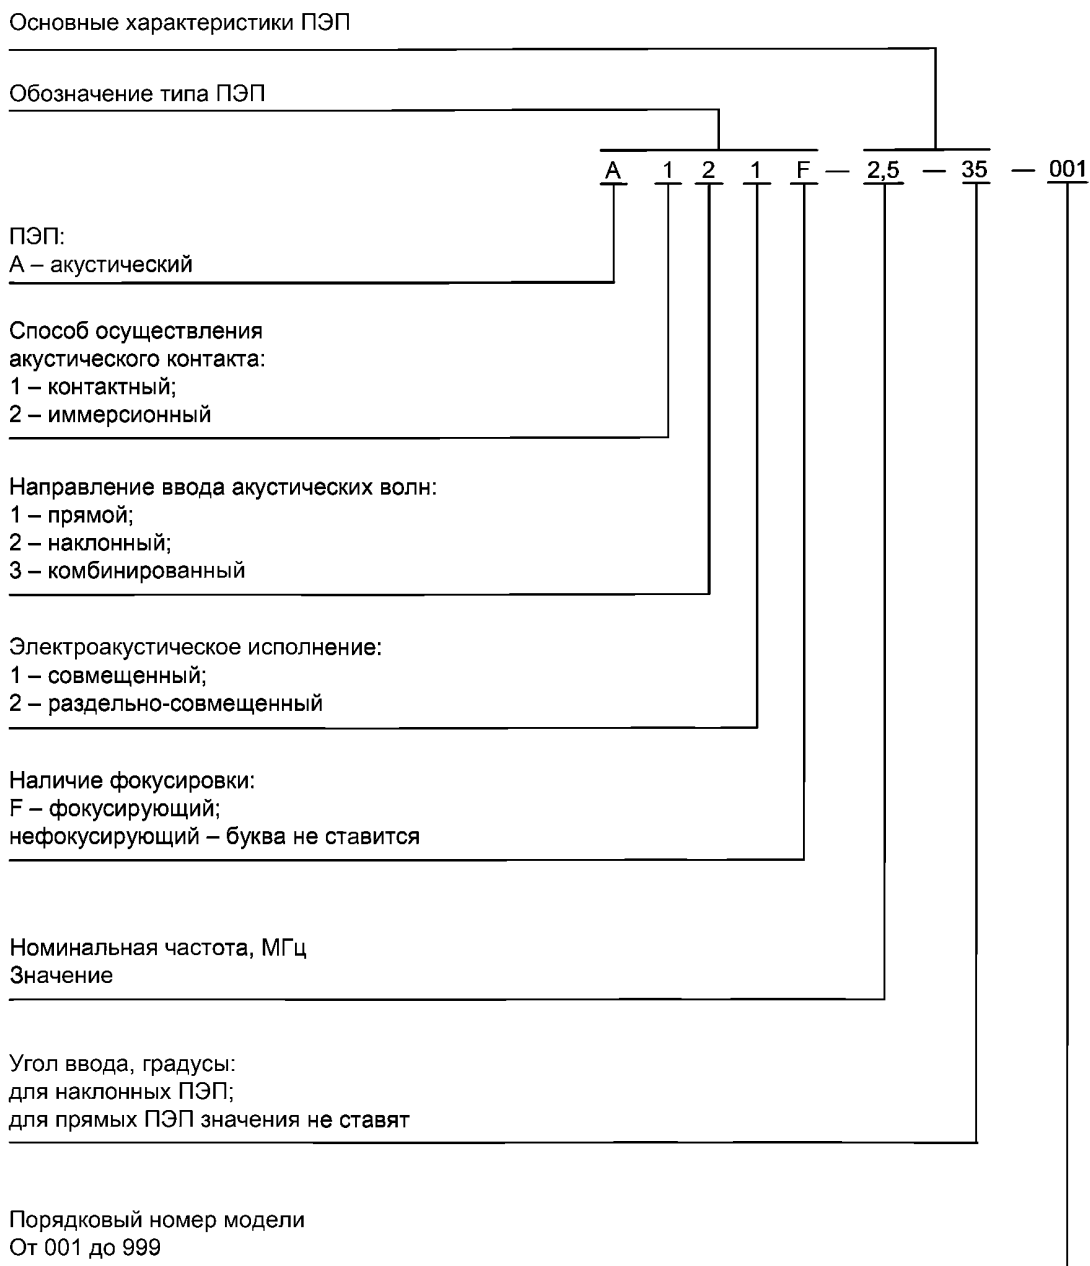 Основные характеристики ПЭП
Обозначение типа ПЭП
А 1 2 1 F — 2,5 — 35 — 001
ПЭП:
А – акустический
Способ осуществления
акустического контакта:
1 – контактный;
2 – иммерсионный
Направление ввода акустических волн:
1 – прямой;
2 – наклонный;
3 – комбинированный
Электроакустическое исполнение:
1 – совмещенный;
2 – раздельно-совмещенный
Наличие фокусировки:
F – фокусирующий;
нефокусирующий – буква не ставится
Номинальная частота, МГц
Значение
Угол ввода, градусы:
для наклонных ПЭП;
для прямых ПЭП значения не ставят
Порядковый номер модели
От 001 до 999